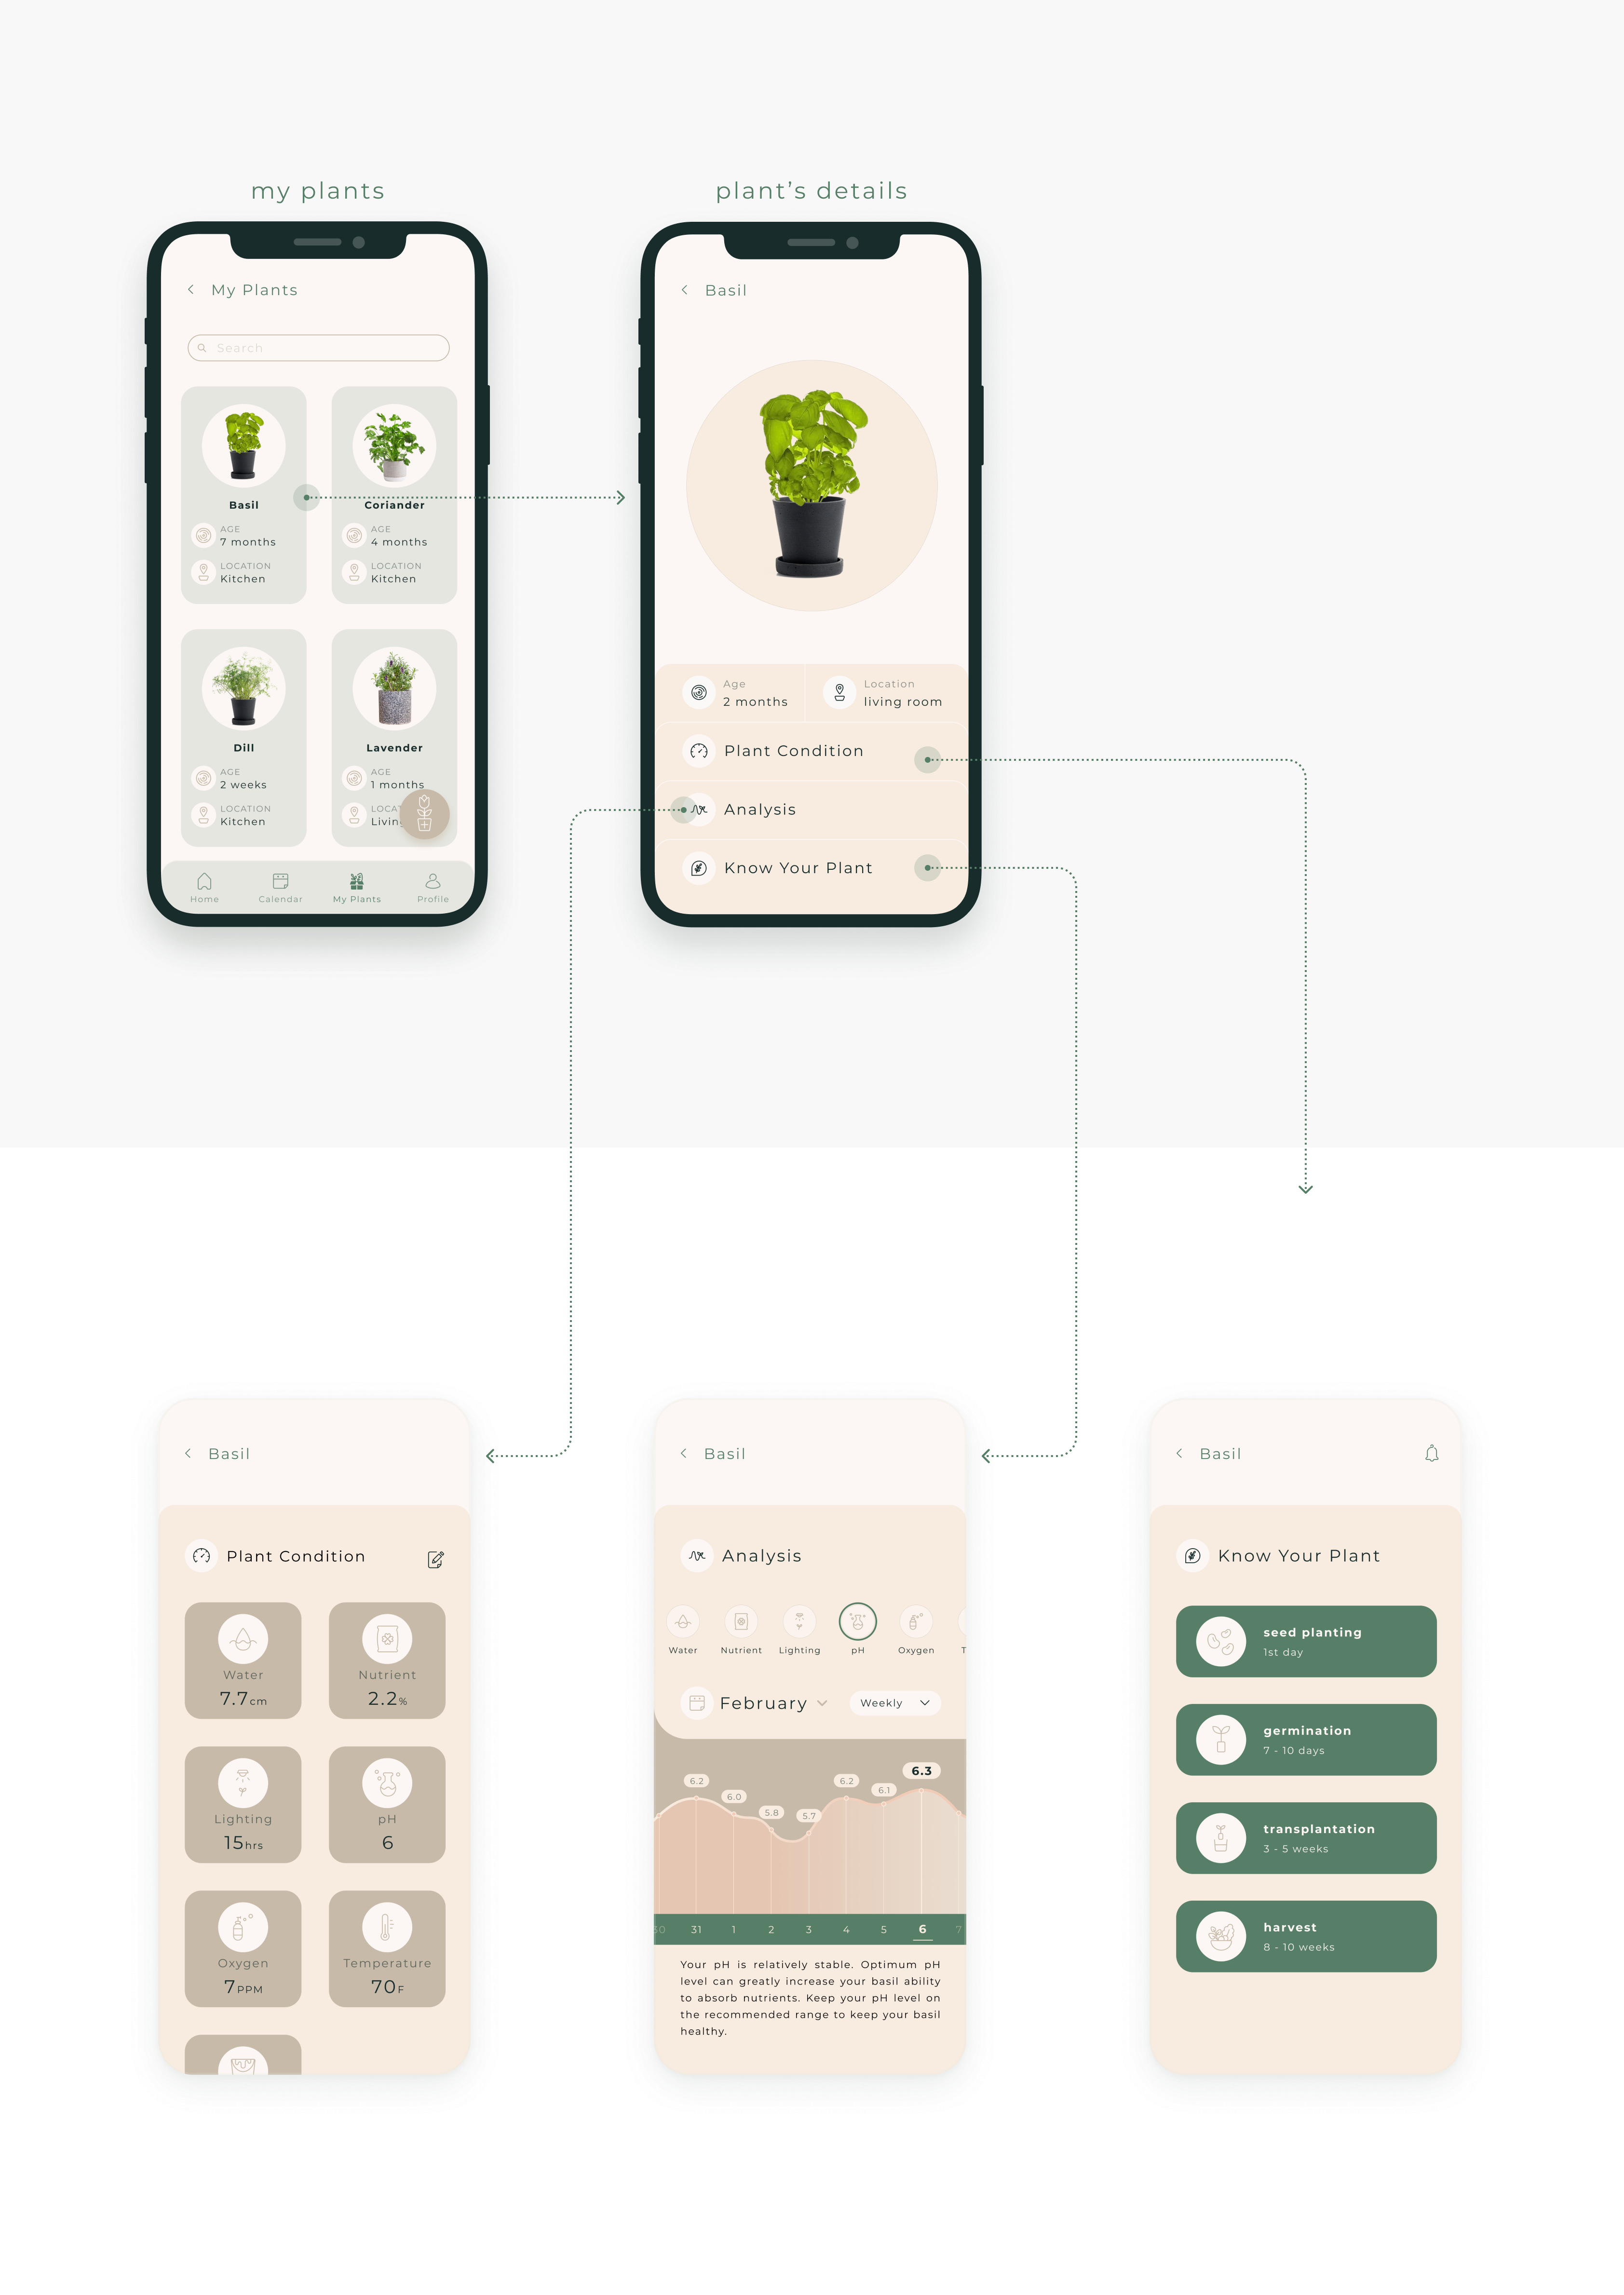 my plants
plant's details
My Plants
Search
Basil
AGE
7 months
LOCATION
Kitchen
Coriander
AGE
4 months
LOCATION
Kitchen
Dill
AGE
2 weeks
LOCATION
Kitchen
Lavender
AGE
1 months
Home
Calendar
My Plants
Profile
Basil
Age
2 months
Location
living room
Plant Condition
Analysis
Know Your Plant
Basil
Plant Condition
Water
7.7cm
Nutrient
2.2%
Lighting
15hrs
pH
6
Oxygen
7PPM
Temperature
70F
Basil
Analysis
Water
Nutrient
Lighting
pH
Oxygen
T
February
Weekly
6.2
6.0
5.8
5.7
6.2
6.1
6.3
31
1
2
3
4
5
6
7
Your pH is relatively stable. Optimum pH
level can greatly increase your basil ability
to absorb nutrients. Keep your pH level on
the recommended range to keep your basil
healthy.
Basil
Know Your Plant
seed planting
1st day
germination
7 - 10 days
transplantation
3 - 5 weeks
harvest
8 - 10 weeks